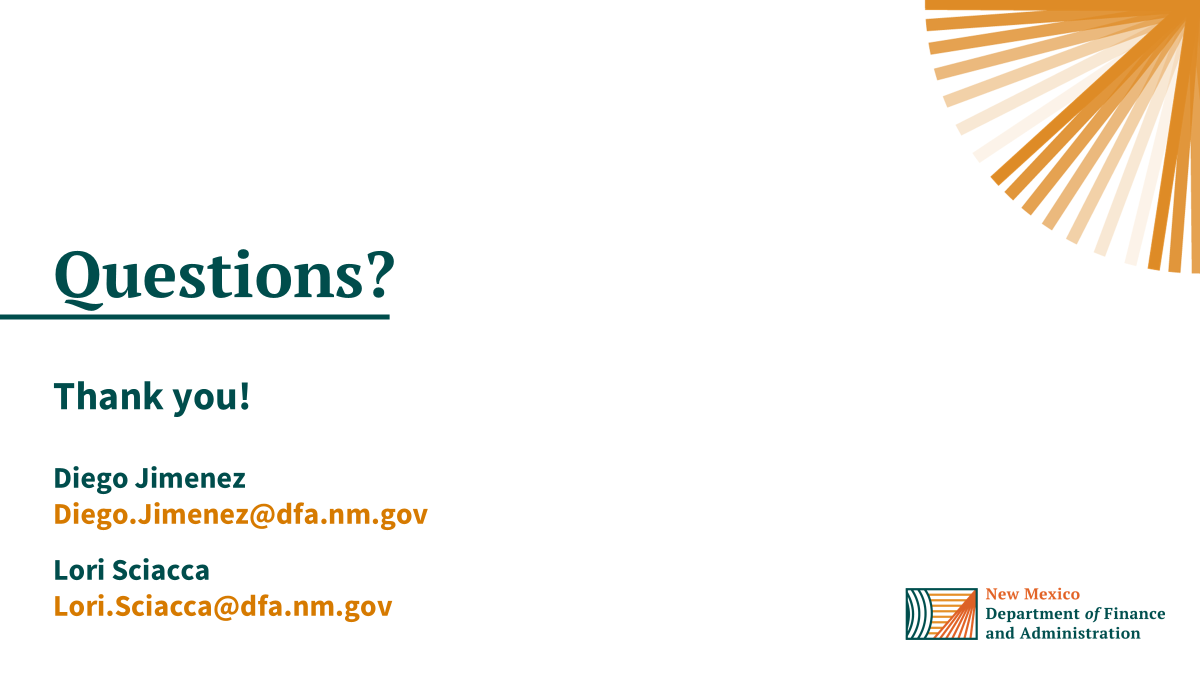 Questions?
Thank you!
Diego Jimenez
Diego.Jimenez@dfa.nm.gov
Lori Sciacca
Lori.Sciacca@dfa.nm.gov
New Mexico
Department of Finance
and Administration